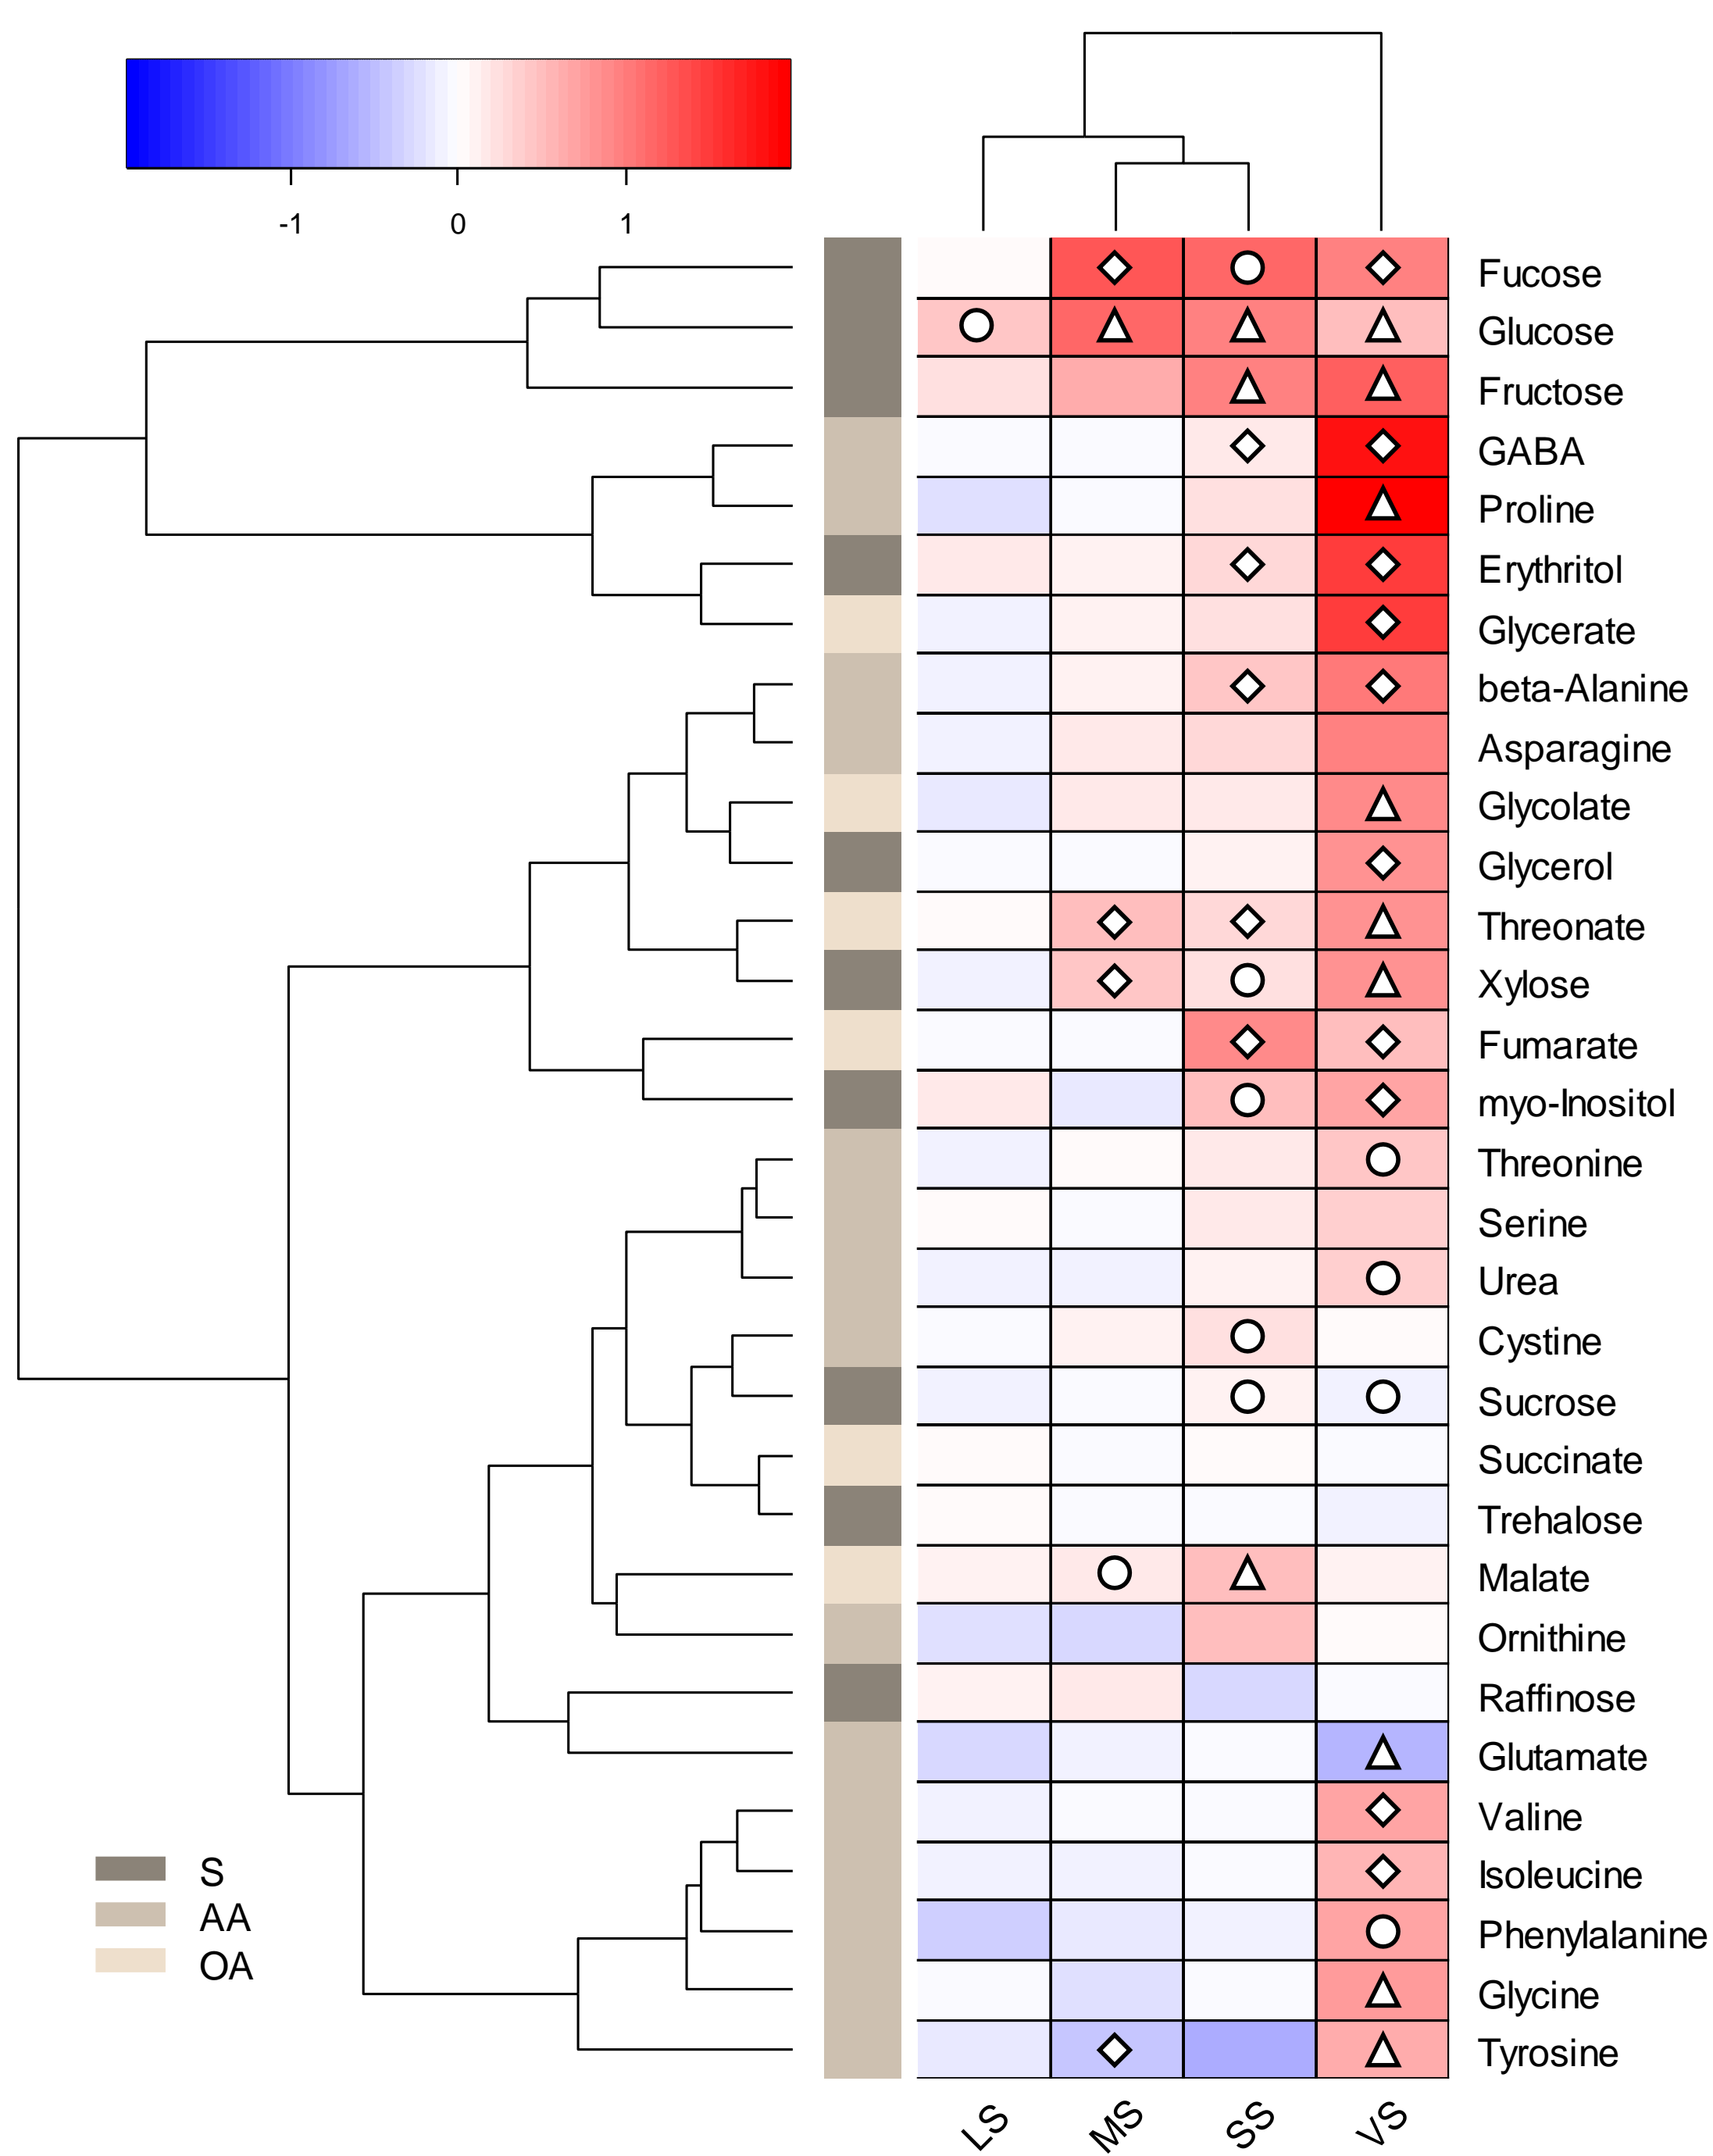 -1 0 1
Fucose
Glucose
Fructose
GABA
Proline
Erythritol
Glycerate
beta-Alanine
Asparagine
Glycolate
Glycerol
Threonate
Xylose
Fumarate
myo-Inositol
Threonine
Serine
Urea
Cystine
Sucrose
Succinate
Trehalose
Malate
Ornithine
Raffinose
Glutamate
Valine
Isoleucine
Phenylalanine
Glycine
Tyrosine
S
AA
OA
LS MS SS VS